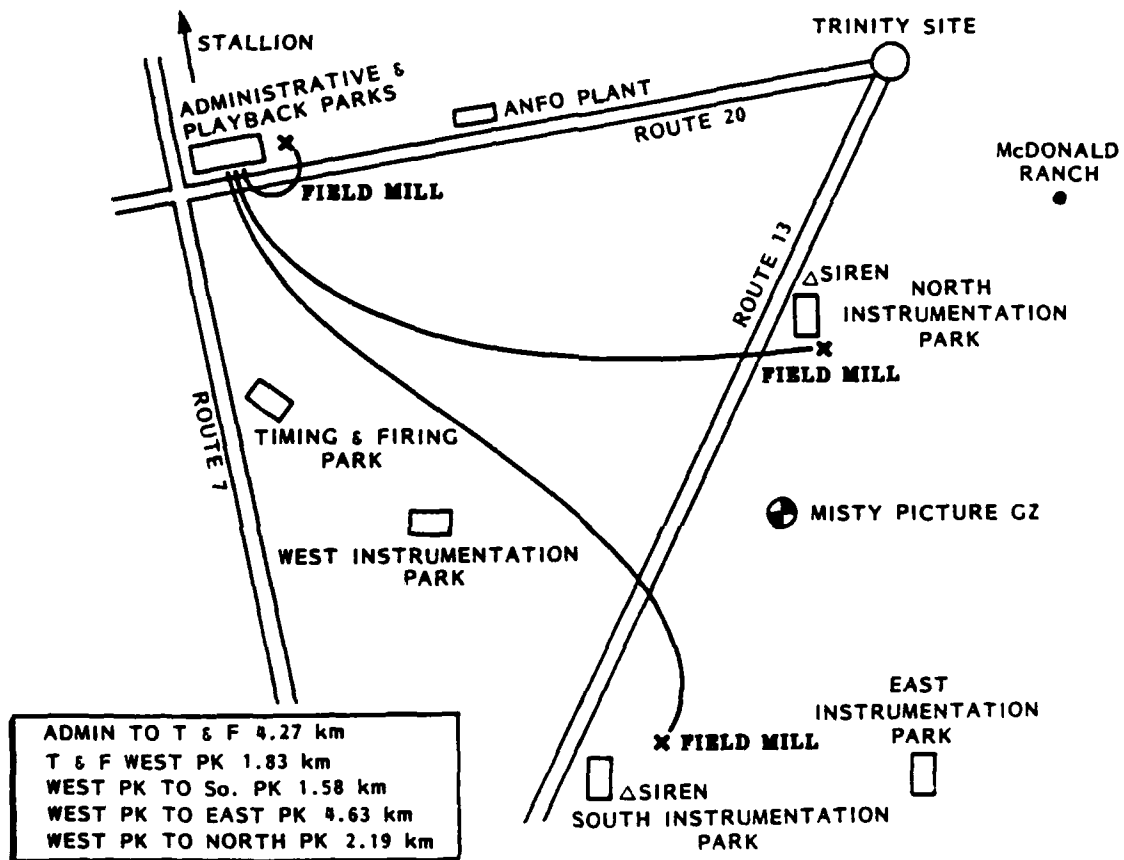 TRINITY SITE
STALLION
ADMINISTRATIVE &
PLAYBACK PARKS
ANFO PLANT
ROUTE 20
FIELD MILL
McDONALD
RANCH
ROUTE 13
SIREN
NORTH
INSTRUMENTATION
PARK
FIELD MILL
ROUTE 7
TIMING & FIRING
PARK
MISTY PICTURE GZ
WEST INSTRUMENTATION
PARK
EAST
INSTRUMENTATION
PARK
FIELD MILL
SIREN
SOUTH INSTRUMENTATION
PARK
ADMIN TO T & F 4.27 km
T & F WEST PK 1.83 km
WEST PK TO So. PK 1.58 km
WEST PK TO EAST PK 4.63 km
WEST PK TO NORTH PK 2.19 km